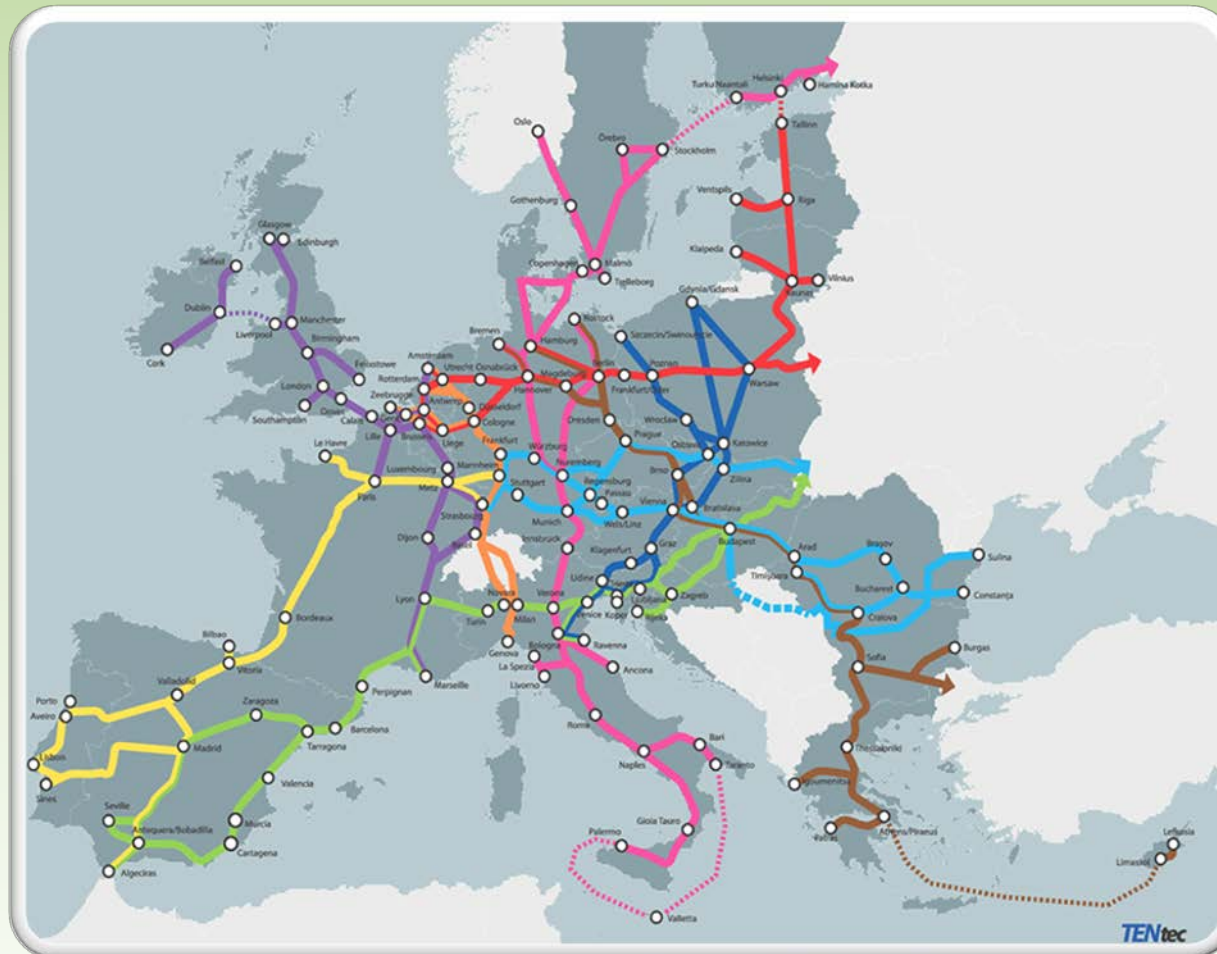 Helsinki
Turku Naantali
Hamina Kotka
Oslo
Örebro
Stockholm
Tallinn
Ventspils
Riga
Gothenburg
Glasgow
Edinburgh
Klaipeda
Belfast
Copenhagen
Malmö
Trelleborg
Kaunas
Vilnius
Gdynia/Gdansk
Dublin
Liverpool
Manchester
Rostock
Szczecin/Swinoujscie
Birmingham
Bremen
Hamburg
Cork
Felixstowe
Amsterdam
Utrecht
Osnabrück
Magdeburg
Berlin
Poznan
Warsaw
London
Rotterdam
Hannover
Frankfurt/Oder
Southampton
Dover
Zeebrugge
Antwerp
Düsseldorf
Cologne
Dresden
Wroclaw
Calais
Lille
Brussels
Liege
Prague
Ostrava
Katowice
Le Havre
Frankfurt
Würzburg
Luxembourg
Mannheim
Nuremberg
Brno
Zilina
Paris
Metz
Stuttgart
Regensburg
Passau
Strasbourg
Munich
Wels/Linz
Vienna
Bratislava
Dijon
Basel
Innsbruck
Klagenfurt
Graz
Budapest
Arad
Brasov
Sulina
Timişoara
Udine
Lyon
Novara
Verona
Trieste
Ljubljana
Zagreb
Bucharest
Constanţa
Turin
Milan
Venice
Koper
Rijeka
Craiova
Bordeaux
Genova
Bologna
Ravenna
Bilbao
Vitoria
La Spezia
Ancona
Sofia
Burgas
Livorno
Marseille
Valladolid
Perpignan
Porto
Aveiro
Zaragoza
Roma
Barcelona
Tarragona
Madrid
Bari
Naples
Taranto
Thessaloniki
Lisbon
Sines
Valencia
Igoumenitsa
Seville
Murcia
Antequera/Bobadilla
Gioia Tauro
Palermo
Patras
Athens/Piraeus
Cartagena
Lefkosia
Limassol
Algeciras
Valletta
TENtec